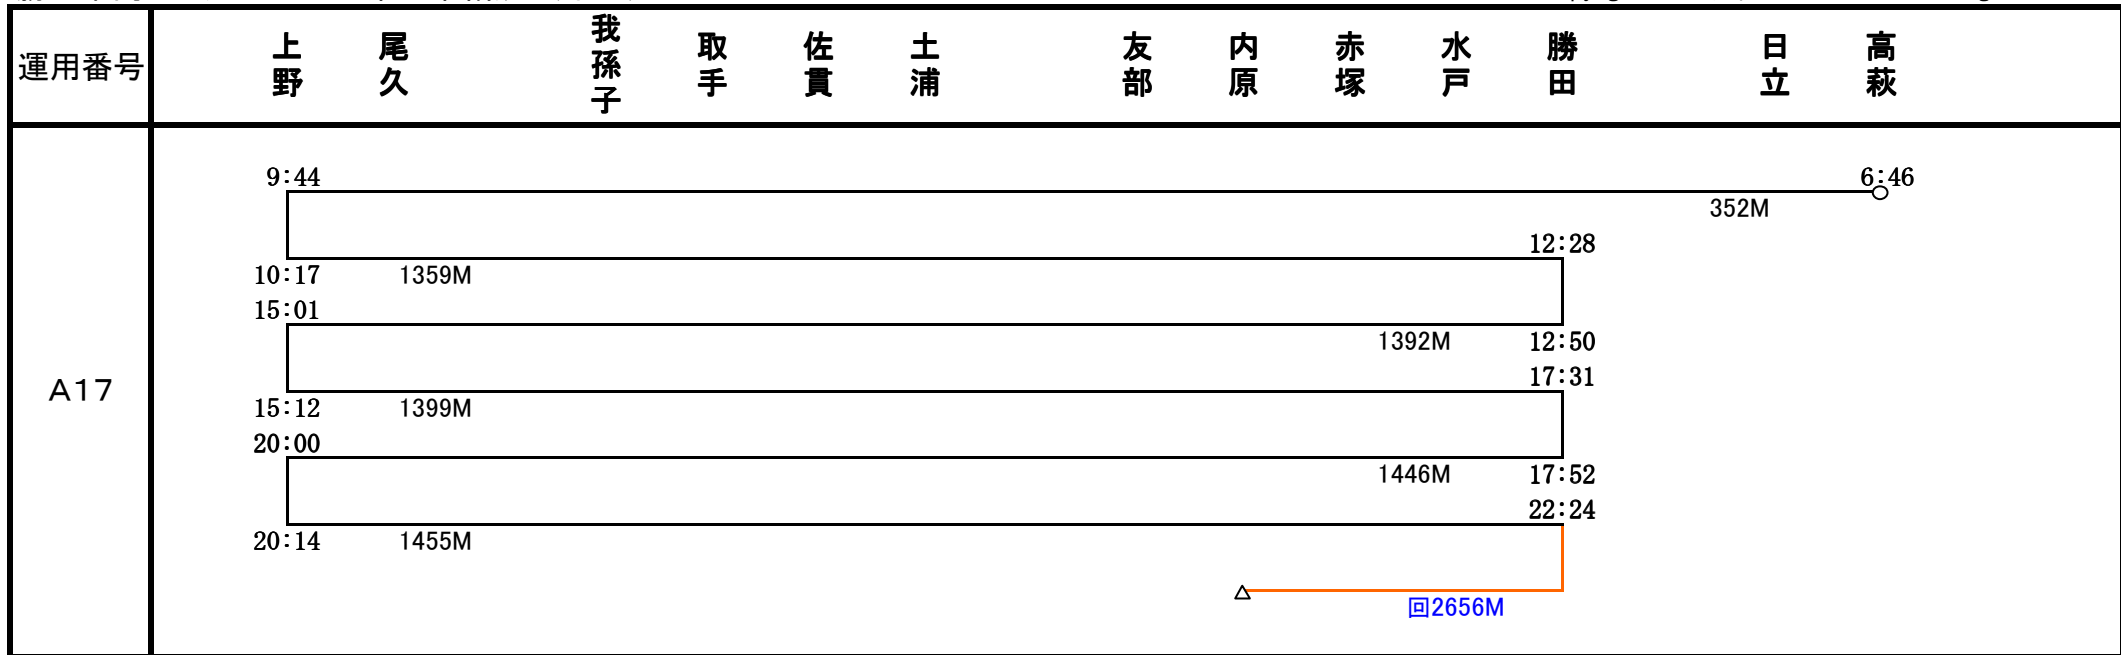 運用番号 上野 尾久 我孫子 取手 佐貫 土浦 友部 内原 赤塚 水戸 勝田 日立 高萩
9:44 6:46
352M
12:28
10:17 1359M
15:01
1392M 12:50
17:31
A17
15:12 1399M
20:00
1446M 17:52
22:24
20:14 1455M
回2656M